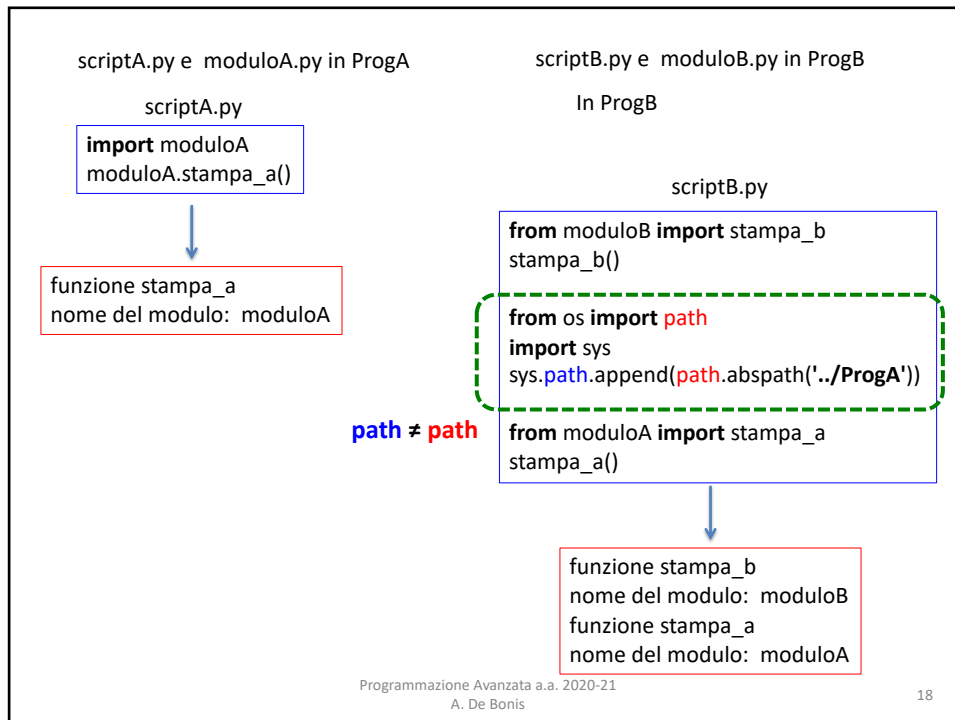 scriptA.py e moduloA.py in ProgA
scriptA.py
import moduloA
moduloA.stampa_a()
funzione stampa_a
nome del modulo: moduloA
scriptB.py e moduloB.py in ProgB
In ProgB
scriptB.py
from moduloB import stampa_b
stampa_b()
from os import path
import sys
sys.path.append(path.abspath('../ProgA'))
path ≠ path
from moduloA import stampa_a
stampa_a()
funzione stampa_b
nome del modulo: moduloB
funzione stampa_a
nome del modulo: moduloA
Programmazione Avanzata a.a. 2020-21
A. De Bonis
18